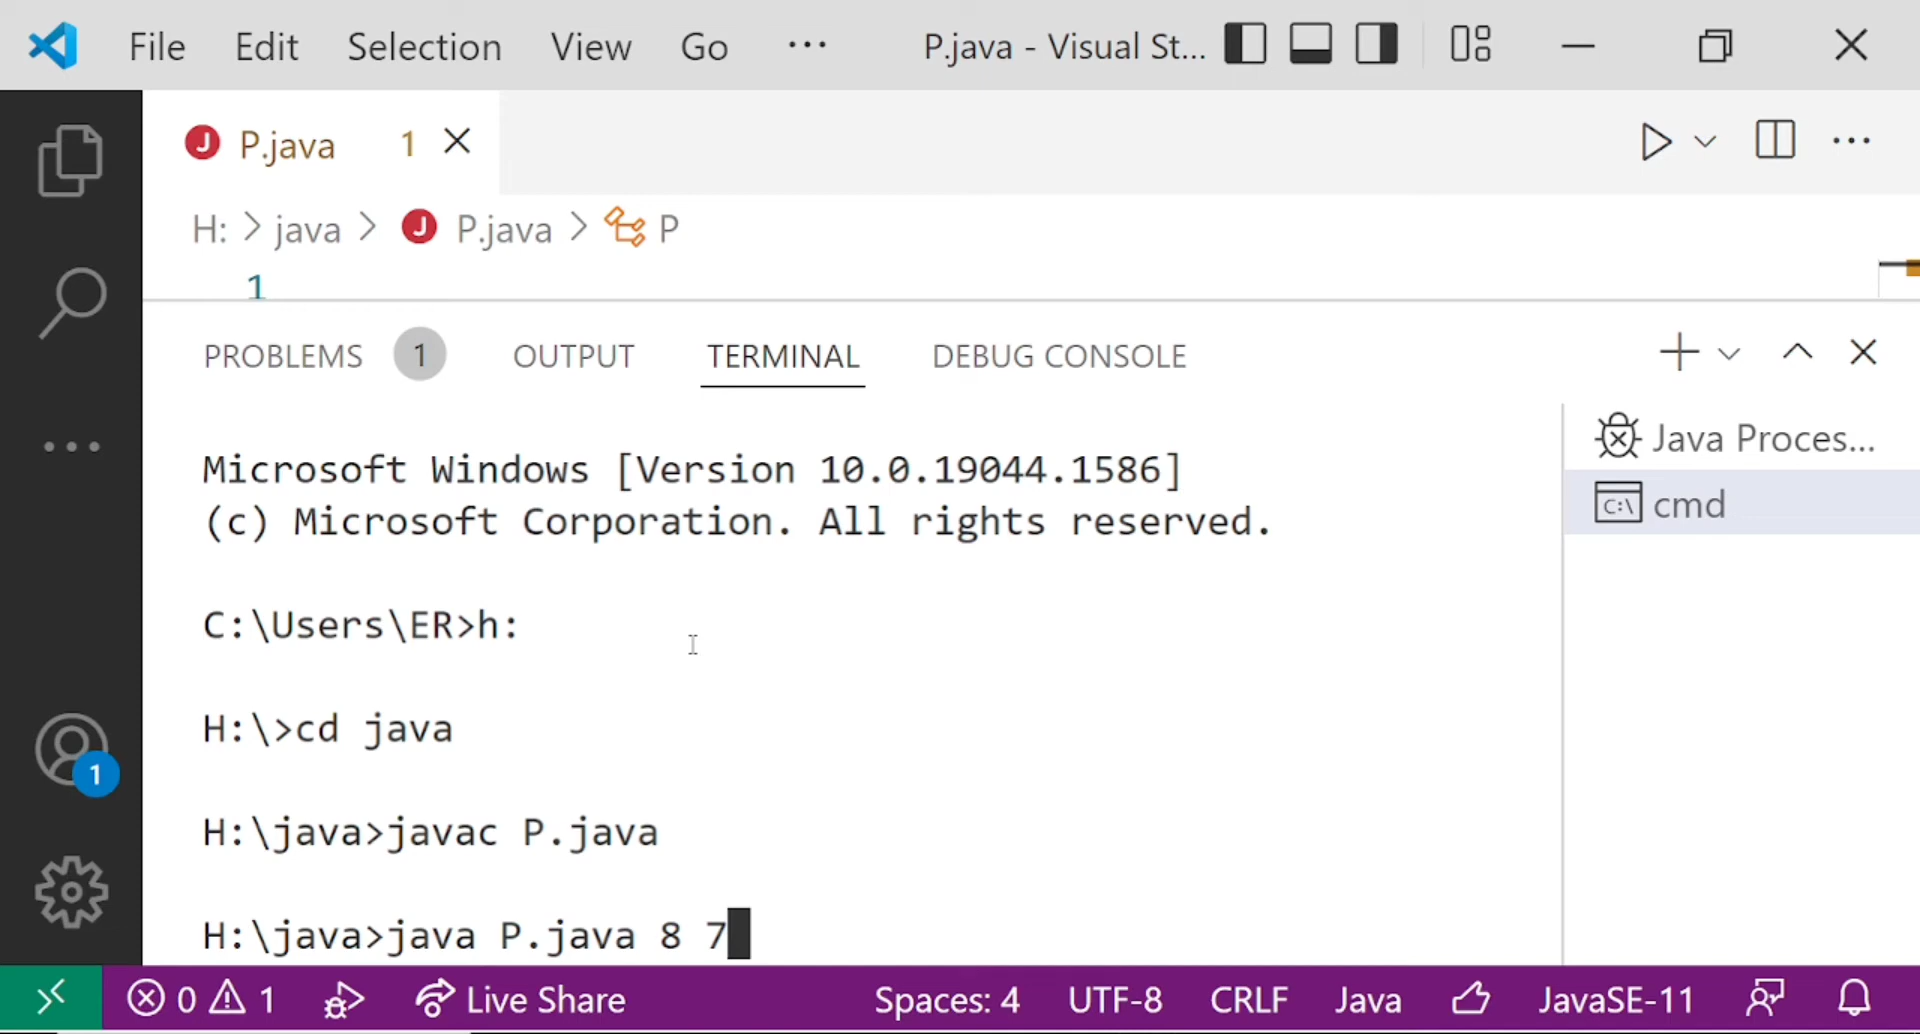 File Edit Selection View Go ... P.java - Visual St...
J P.java 1
H: > java > J P.java > P
1
PROBLEMS 1 OUTPUT TERMINAL DEBUG CONSOLE
Microsoft Windows [Version 10.0.19044.1586]
(c) Microsoft Corporation. All rights reserved.
C:\Users\ER>h:
H:\>cd java
H:\java>javac P.java
H:\java>java P.java 8 7
Java Proces...
C:\ cmd
1
0 1 Live Share Spaces: 4 UTF-8 CRLF Java JavaSE-11